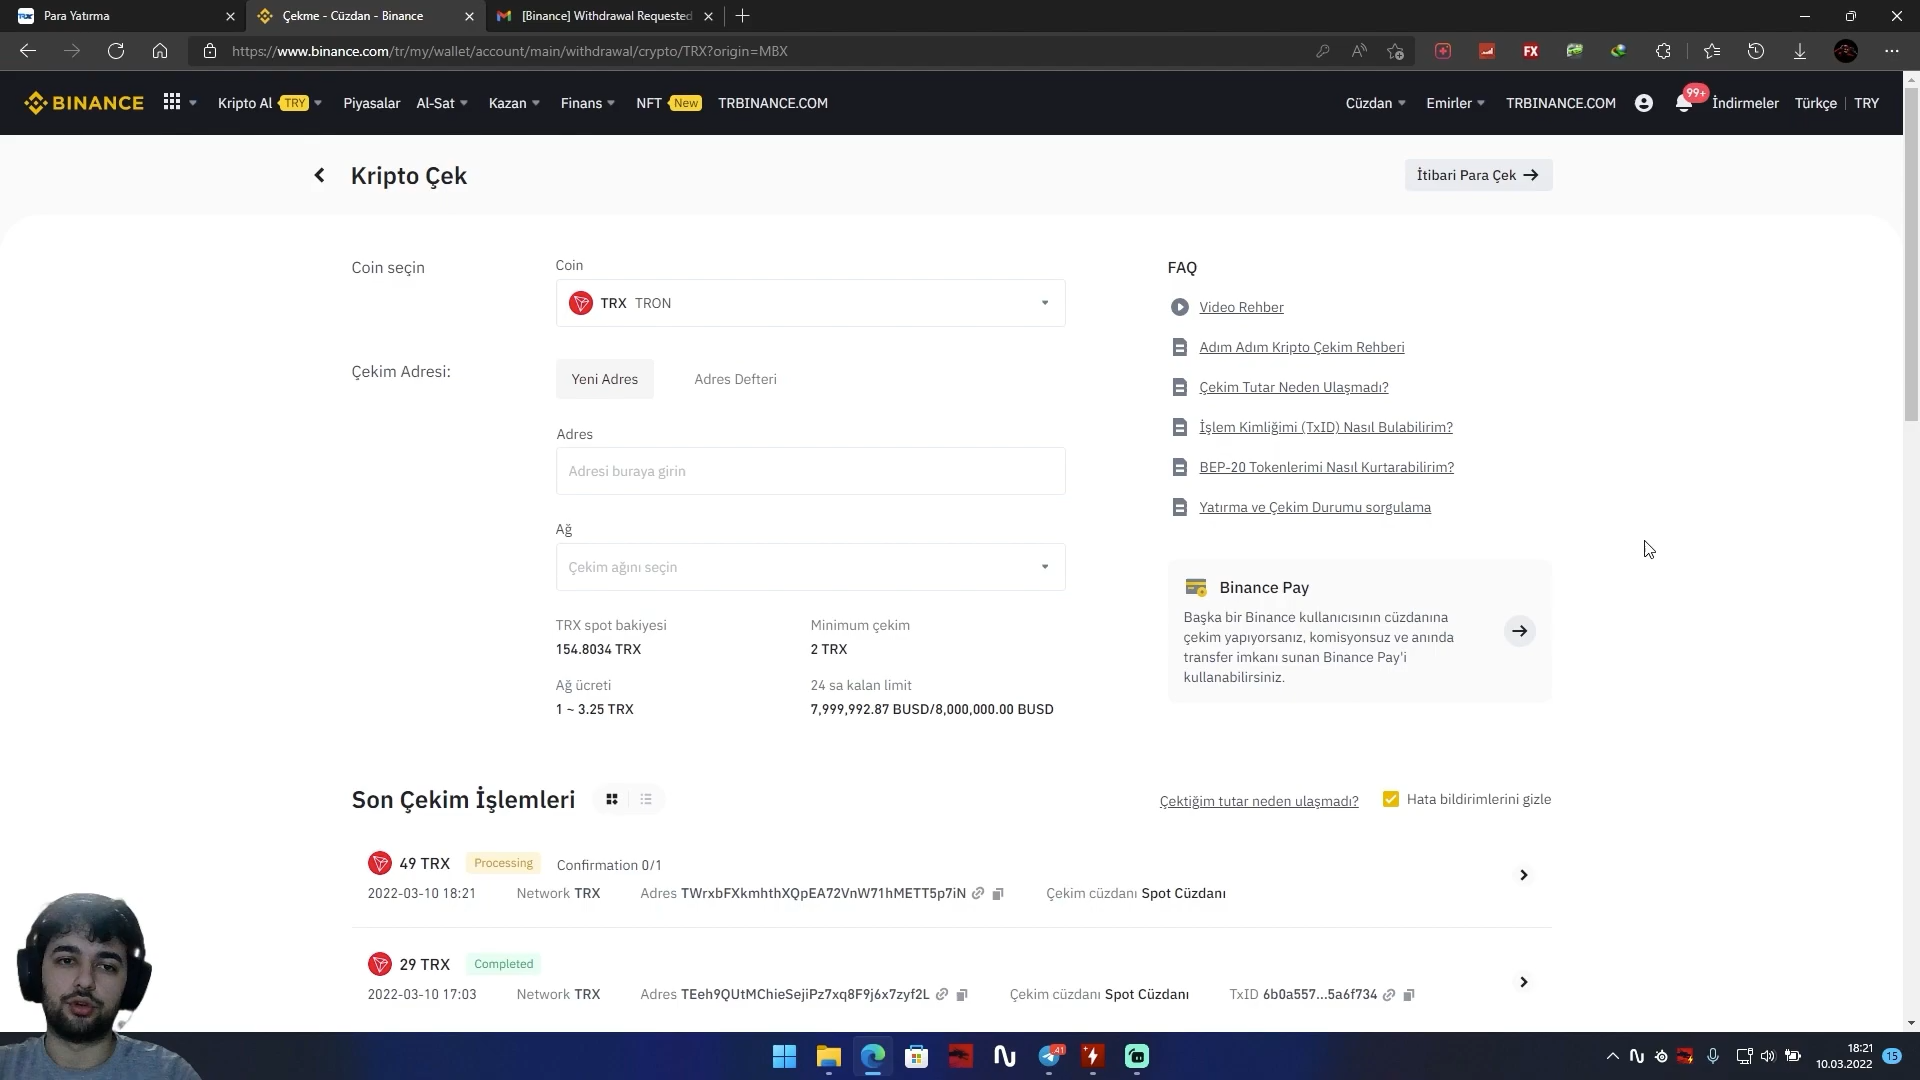 Para Yatırma
Çekme - Cüzdan - Binance
[Binance] Withdrawal Requested
https://www.binance.com/tr/my/wallet/account/main/withdrawal/crypto/TRX?origin=MBX
FX
BINANCE
Kripto Al TRY
Piyasalar
Al-Sat
Kazan
Finans
NFT New
TRBINANCE.COM
Cüzdan
Emirler
TRBINANCE.COM
99+
İndirmeler
Türkçe
TRY
Kripto Çek
İtibari Para Çek
Coin seçin
Coin
TRX TRON
Çekim Adresi:
Yeni Adres
Adres Defteri
Adres
Adresi buraya girin
Ağ
Çekim ağını seçin
TRX spot bakiyesi
154.8034 TRX
Minimum çekim
2 TRX
Ağ ücreti
1 ~ 3.25 TRX
24 sa kalan limit
7,999,992.87 BUSD/8,000,000.00 BUSD
FAQ
Video Rehber
Adım Adım Kripto Çekim Rehberi
Çekim Tutar Neden Ulaşmadı?
İşlem Kimliğimi (TxID) Nasıl Bulabilirim?
BEP-20 Tokenlerimi Nasıl Kurtarabilirim?
Yatırma ve Çekim Durumu sorgulama
Binance Pay
Başka bir Binance kullanıcısının cüzdanına
çekim yapıyorsanız, komisyonsuz ve anında
transfer imkanı sunan Binance Pay'i
kullanabilirsiniz.
Son Çekim İşlemleri
Çektiğim tutar neden ulaşmadı?
Hata bildirimlerini gizle
49 TRX Processing Confirmation 0/1
2022-03-10 18:21 Network TRX Adres TWrxbFXkmhthXQpEA72VnW71hMETT5p7iN Çekim cüzdanı Spot Cüzdanı
29 TRX Completed
2022-03-10 17:03 Network TRX Adres TEeh9QUtMChieSejiPz7xq8F9j6x7zyf2L Çekim cüzdanı Spot Cüzdanı TxID 6b0a557...5a6f734
41
18:21
10.03.2022
15